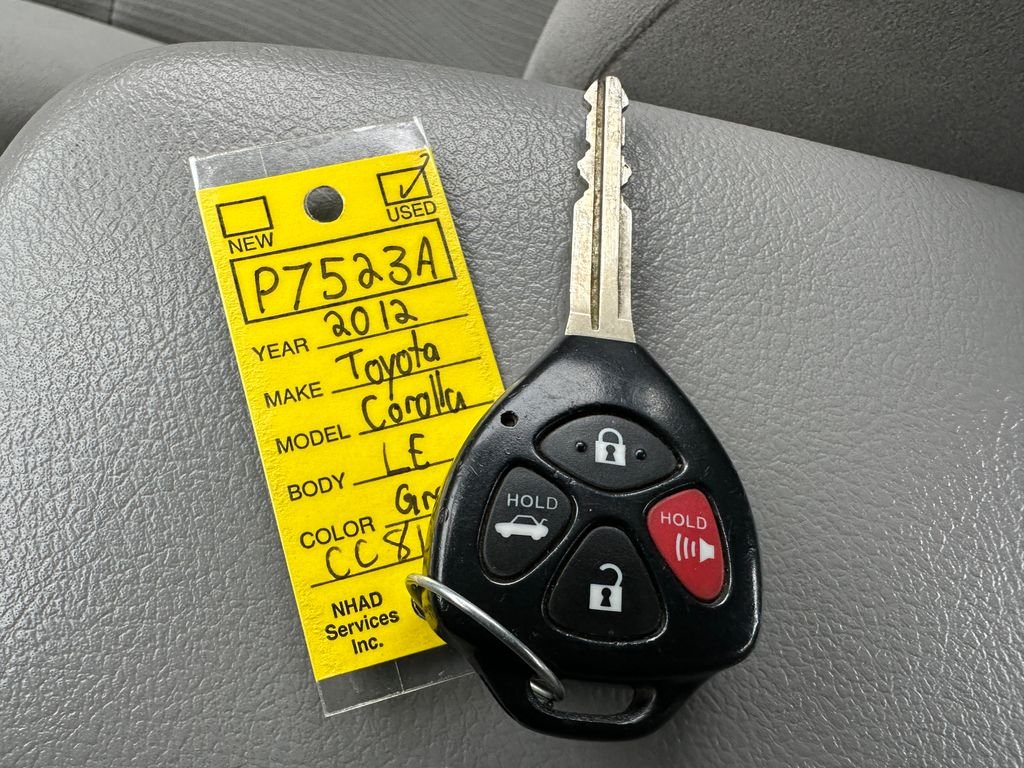 NEW
USED
P7523A
YEAR 2012
MAKE Toyota
MODEL Corolla
BODY LE
COLOR
NHAD
Services
Inc.
HOLD
HOLD